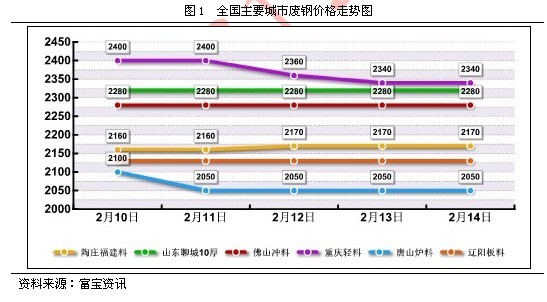 图 1 全国主要城市废钢价格走势图
2450
2400
2350
2300
2250
2200
2150
2100
2050
2000
2400 2400 2360 2340 2340
2280 2280 2280 2280 2280
2160 2160 2170 2170 2170
2100 2050 2050 2050 2050
2月10日 2月11日 2月12日 2月13日 2月14日
陶庄福建料 山东聊城10厚 佛山冲料 重庆轻料 唐山炉料 辽阳板料
资料来源：富宝资讯